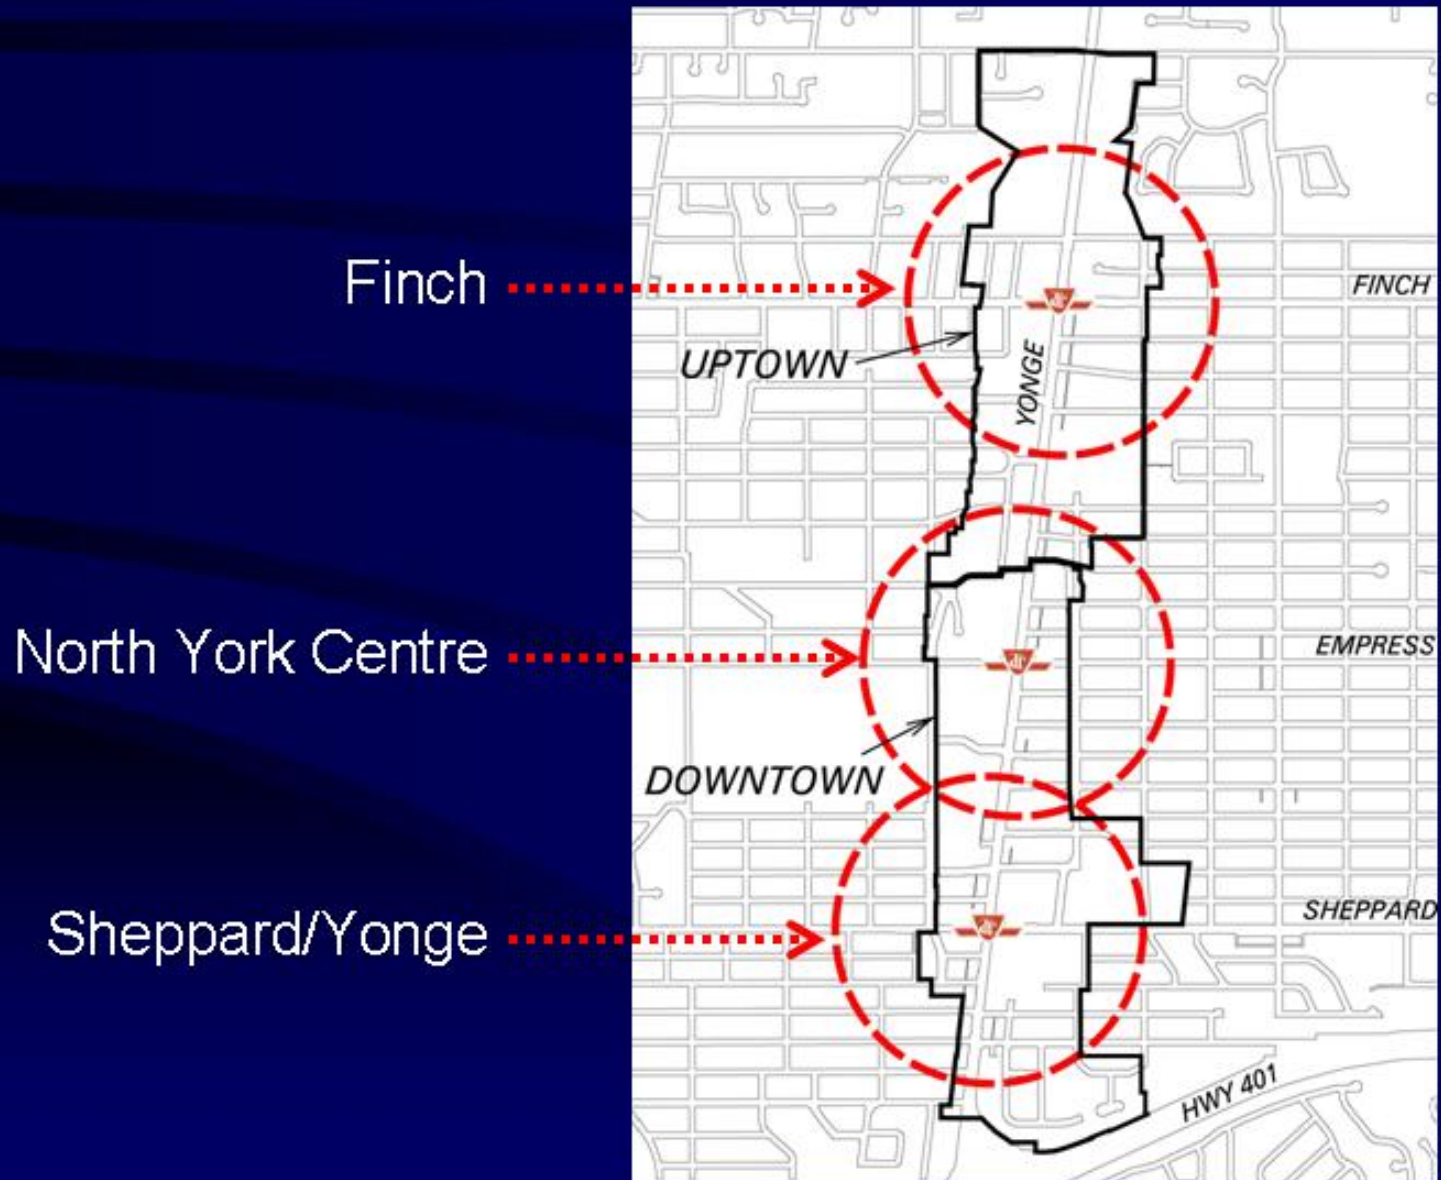 Finch
FINCH
UPTOWN
YONGE
North York Centre
EMPRESS
DOWNTOWN
Sheppard/Yonge
SHEPPARD
HWY 401